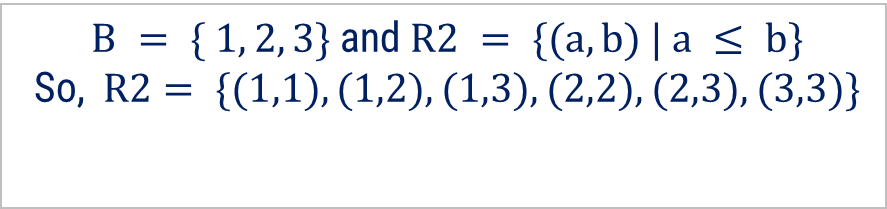 B = { 1, 2, 3} and R2 = {(a, b) | a ≤ b}
So, R2 = {(1,1), (1,2), (1,3), (2,2), (2,3), (3,3)}